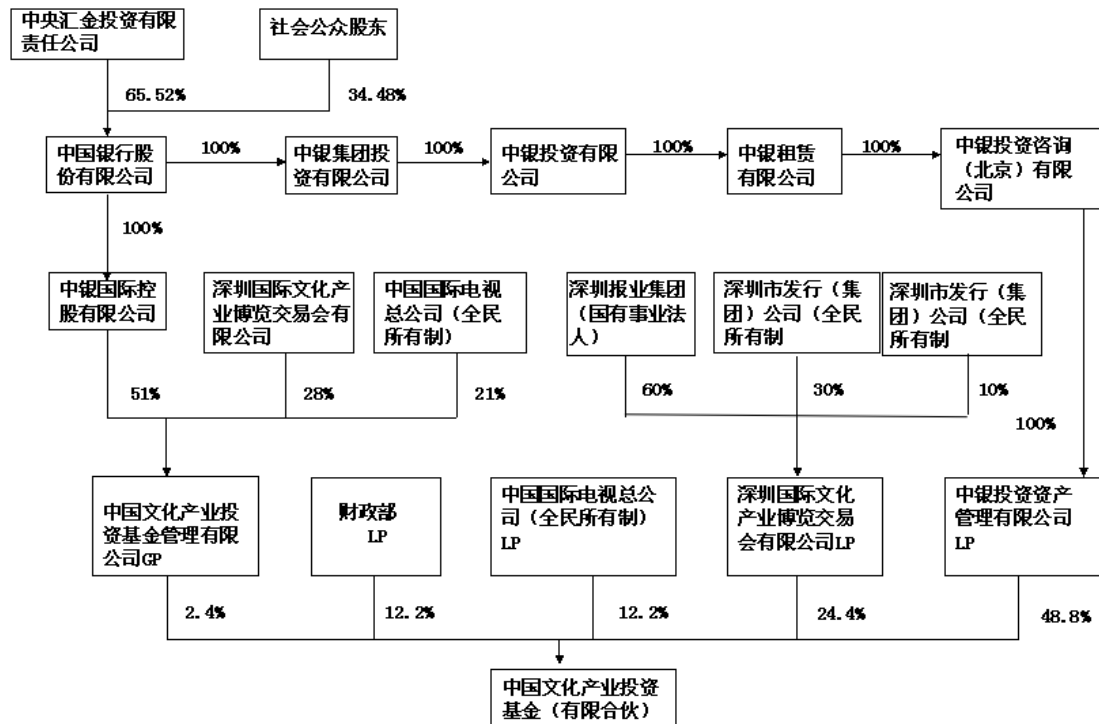 中央汇金投资有限
责任公司
社会公众股东
65.52%
34.48%
中国银行股
份有限公司
100%
中银集团投
资有限公司
100%
中银投资有限
公司
100%
中银租赁
有限公司
100%
中银投资咨询
（北京）有限
公司
100%
中银国际控
股有限公司
深圳国际文化产
业博览交易会有
限公司
中国国际电视
总公司（全民
所有制）
深圳报业集团
（国有事业法
人）
深圳市发行（集
团）公司（全民
所有制
深圳市发行（集
团）公司（全民
所有制
51%
28%
21%
60%
30%
10%
100%
中国文化产业投
资基金管理有限
公司GP
财政部
LP
中国国际电视总公
司（全民所有制）
LP
深圳国际文化
产业博览交易
会有限公司LP
中银投资资产
管理有限公司
LP
2.4%
12.2%
12.2%
24.4%
48.8%
中国文化产业投资
基金（有限合伙）